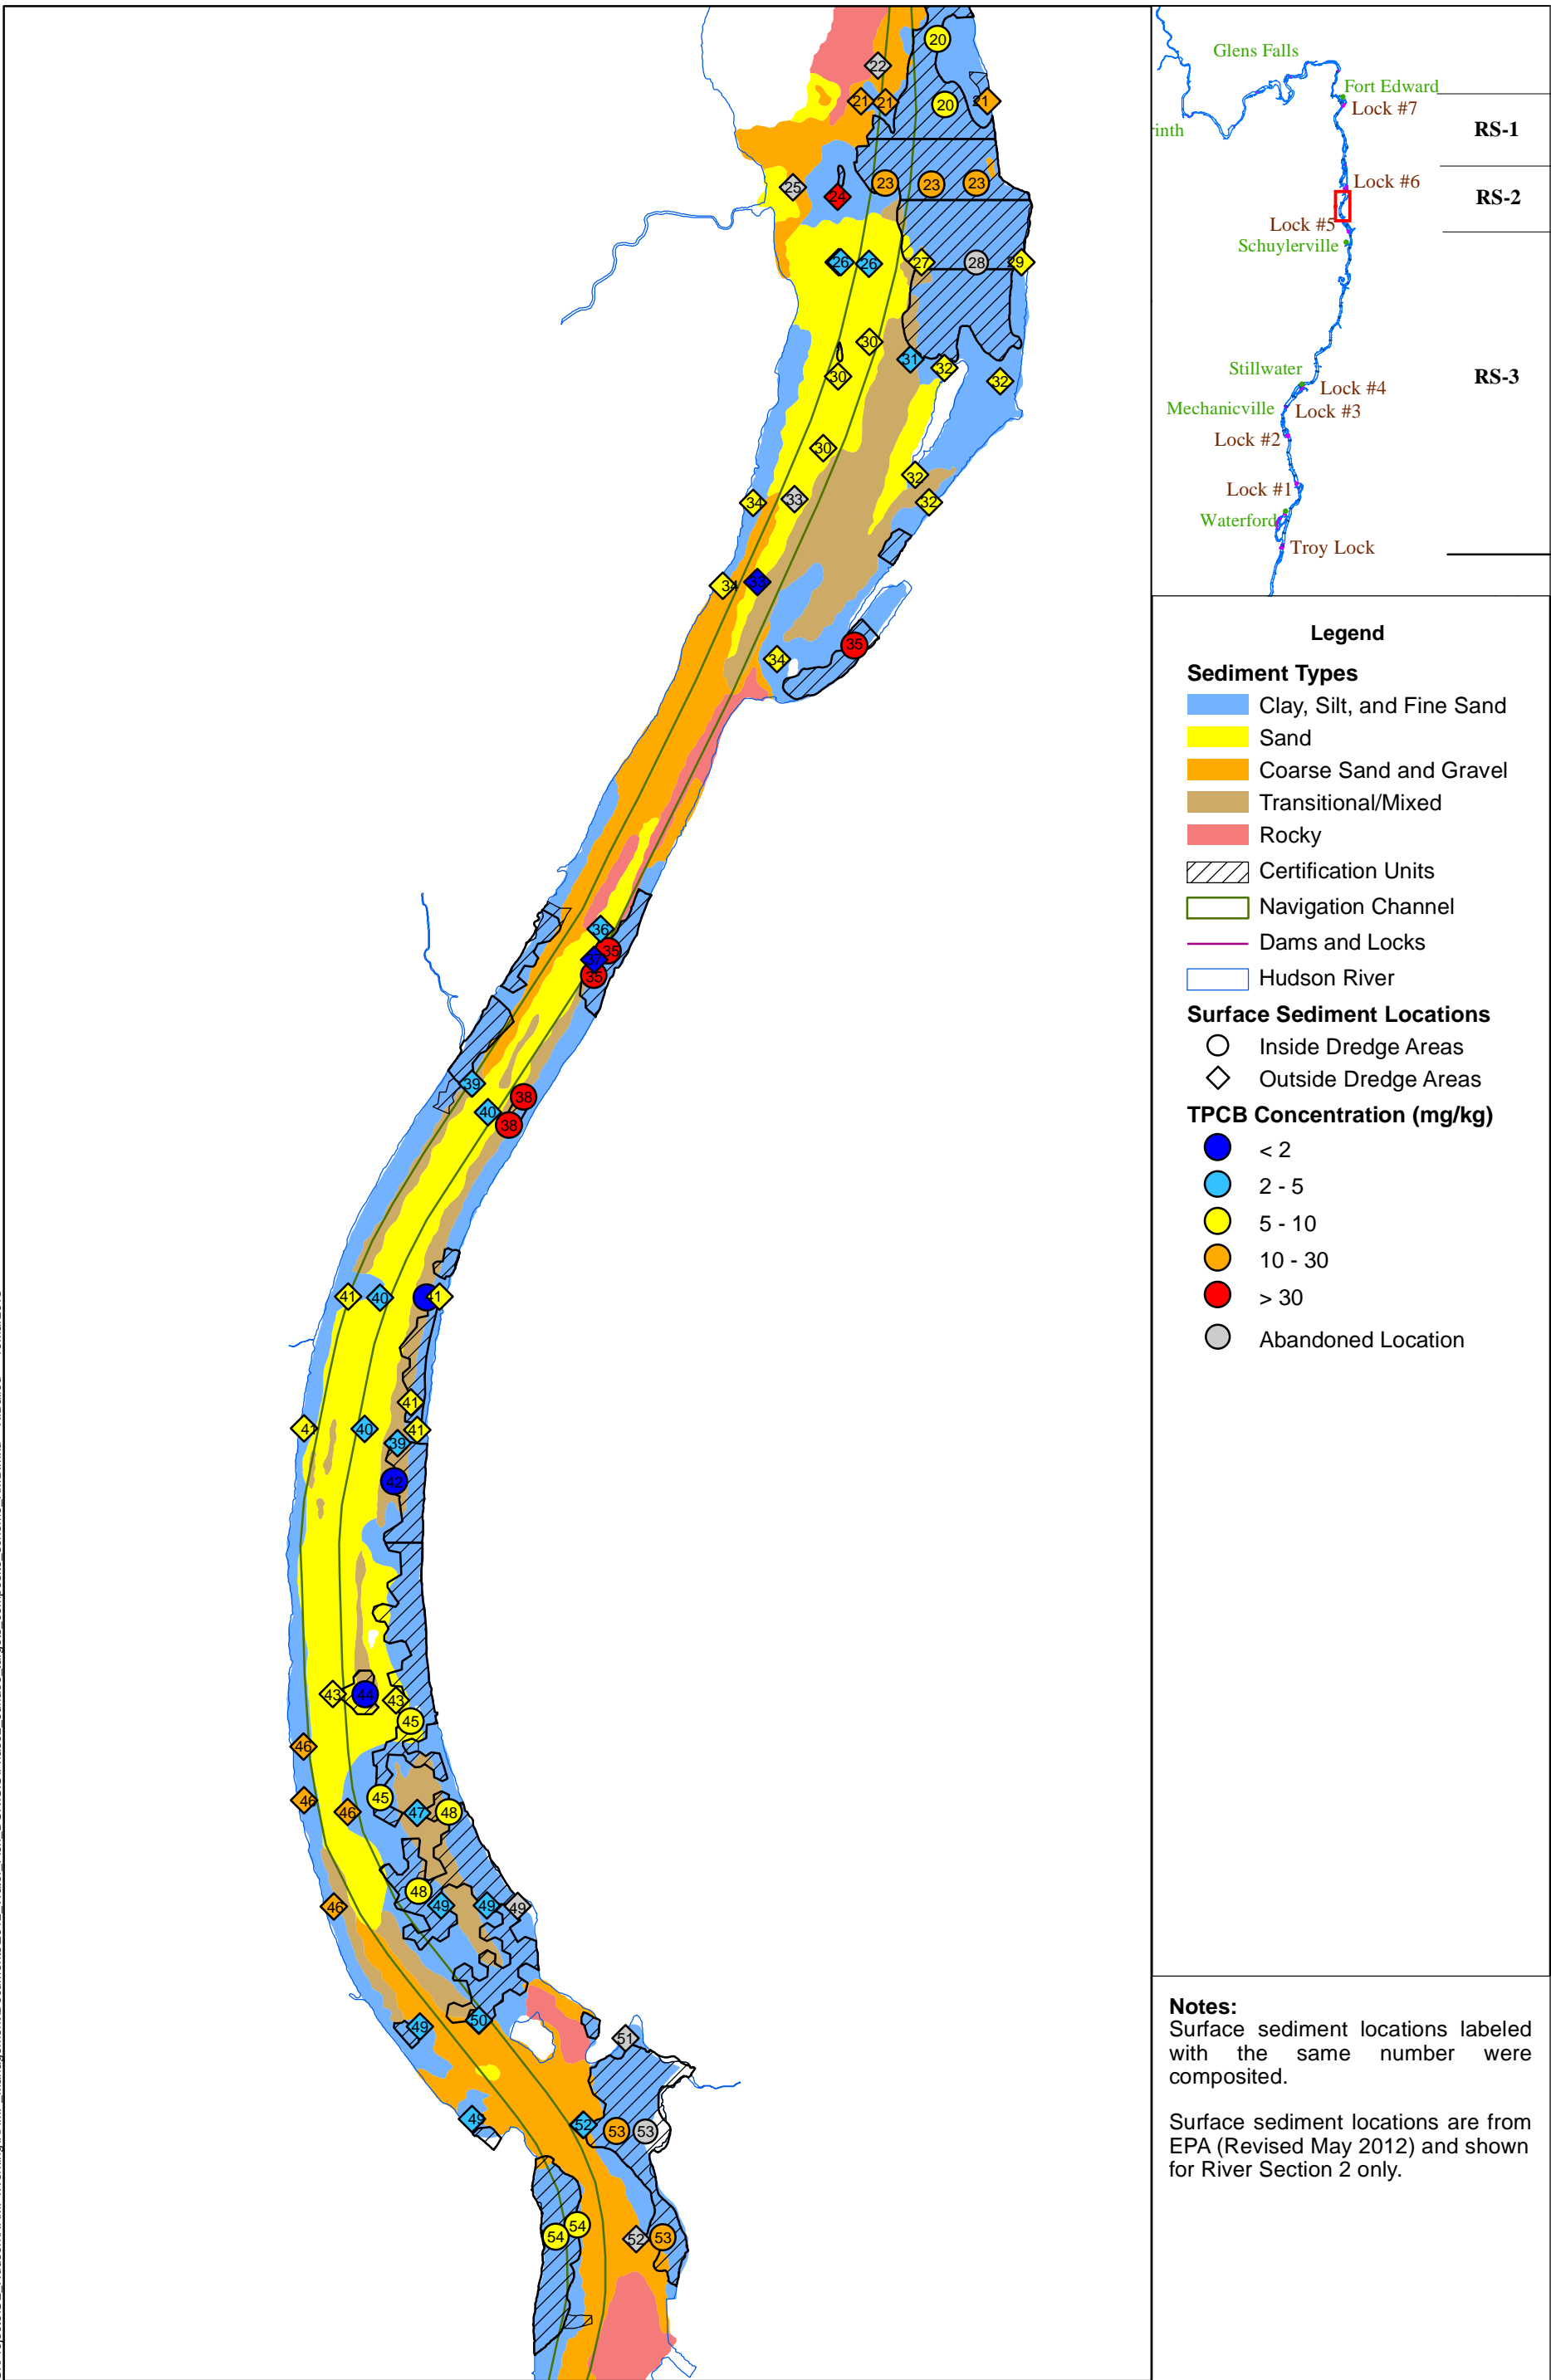 20
22
21
21
20
21
25
24
23
23
23
26
26
27
28
29
30
31
30
32
32
30
32
34
33
32
34
33
35
34
36
35
37
35
39
38
40
38
41
40
41
41
41
40
41
39
42
43
44
43
45
46
45
46
46
47
48
48
46
49
49
49
49
50
51
49
52
53
53
54
54
52
53
Glens Falls
Fort Edward
Lock #7
RS-1
rinth
Lock #6
RS-2
Lock #5
Schuylerville
Stillwater
RS-3
Lock #4
Mechanicville
Lock #3
Lock #2
Lock #1
Waterford
Troy Lock
Legend
Sediment Types
Clay, Silt, and Fine Sand
Sand
Coarse Sand and Gravel
Transitional/Mixed
Rocky
Certification Units
Navigation Channel
Dams and Locks
Hudson River
Surface Sediment Locations
Inside Dredge Areas
Outside Dredge Areas
TPCB Concentration (mg/kg)
< 2
2 - 5
5 - 10
10 - 30
> 30
Abandoned Location
Notes:
Surface sediment locations labeled
with the same number were
composited.
Surface sediment locations are from
EPA (Revised May 2012) and shown
for River Section 2 only.